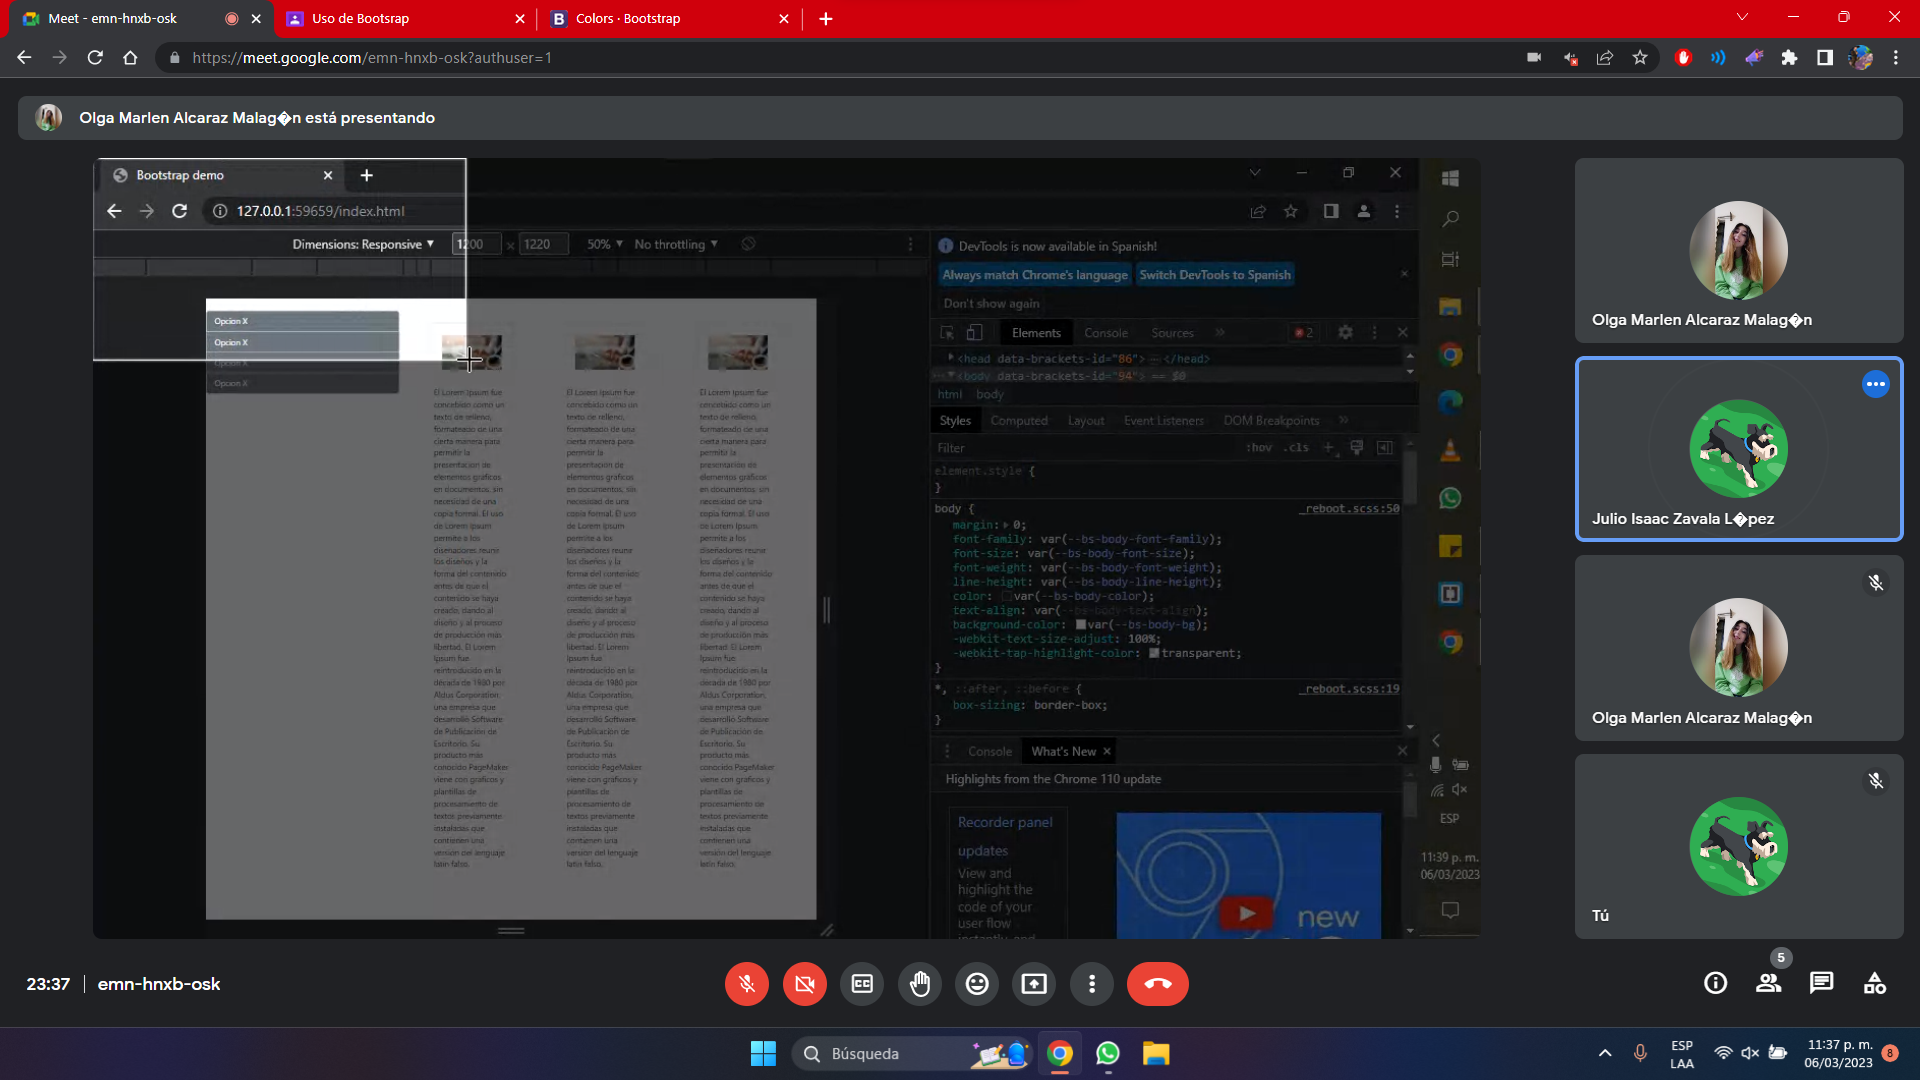 Meet - emn-hnxb-osk
Uso de Bootsrap
Colors · Bootstrap
https://meet.google.com/emn-hnxb-osk?authuser=1
Olga Marlen Alcaraz Malag�n está presentando
Bootstrap demo
127.0.0.1:59659/index.html
Dimensions: Responsive
1200 x 1220
50%
No throttling
DevTools is now available in Spanish!
Always match Chrome's language
Switch DevTools to Spanish
Don't show again
Elements
Console
Sources
2
<head data-brackets-id="86"> … </head>
<body data-brackets-id="94"> == $0
html body
Styles
Computed
Layout
Event Listeners
DOM Breakpoints
Filter
:hov .cls
element.style {
}
body {
_reboot.scss:50
margin: 0;
font-family: var(--bs-body-font-family);
font-size: var(--bs-body-font-size);
font-weight: var(--bs-body-font-weight);
line-height: var(--bs-body-line-height);
color: var(--bs-body-color);
text-align: var(--bs-body-text-align);
background-color: var(--bs-body-bg);
-webkit-text-size-adjust: 100%;
-webkit-tap-highlight-color: transparent;
}
*, ::after, ::before {
_reboot.scss:19
box-sizing: border-box;
}
Console
What's New
Highlights from the Chrome 110 update
Recorder panel
updates
View and
highlight the
code of your
user flow
new
Opcion X
Opcion X
Opcion X
Opcion X
El Lorem Ipsum fue
concebido como un
texto de relleno,
formateado de una
cierta manera para
permitir la
presentación de
elementos gráficos
en documentos, sin
necesidad de una
copia formal. El uso
de Lorem Ipsum
permite a los
diseñadores reunir
los diseños y la
forma del contenido
antes de que el
contenido se haya
creado, dando al
diseño y al proceso
de producción más
libertad. El Lorem
Ipsum fue
reintroducido en la
década de 1980 por
Aldus Corporation,
una empresa que
desarrolló Software
de Publicación de
Escritorio. Su
producto más
conocido PageMaker
viene con gráficos y
plantillas de
procesamiento de
textos previamente
instaladas que
contienen una
versión del lenguaje
latín falso.
El Lorem Ipsum fue
concebido como un
texto de relleno,
formateado de una
cierta manera para
permitir la
presentación de
elementos gráficos
en documentos, sin
necesidad de una
copia formal. El uso
de Lorem Ipsum
permite a los
diseñadores reunir
los diseños y la
forma del contenido
antes de que el
contenido se haya
creado, dando al
diseño y al proceso
de producción más
libertad. El Lorem
Ipsum fue
reintroducido en la
década de 1980 por
Aldus Corporation,
una empresa que
desarrolló Software
de Publicación de
Escritorio. Su
producto más
conocido PageMaker
viene con gráficos y
plantillas de
procesamiento de
textos previamente
instaladas que
contienen una
versión del lenguaje
latín falso.
El Lorem Ipsum fue
concebido como un
texto de relleno,
formateado de una
cierta manera para
permitir la
presentación de
elementos gráficos
en documentos, sin
necesidad de una
copia formal. El uso
de Lorem Ipsum
permite a los
diseñadores reunir
los diseños y la
forma del contenido
antes de que el
contenido se haya
creado, dando al
diseño y al proceso
de producción más
libertad. El Lorem
Ipsum fue
reintroducido en la
década de 1980 por
Aldus Corporation,
una empresa que
desarrolló Software
de Publicación de
Escritorio. Su
producto más
conocido PageMaker
viene con gráficos y
plantillas de
procesamiento de
textos previamente
instaladas que
contienen una
versión del lenguaje
latín falso.
ESP
11:39 p. m.
06/03/2023
Olga Marlen Alcaraz Malag�n
Julio Isaac Zavala L�pez
Olga Marlen Alcaraz Malag�n
Tú
23:37
emn-hnxb-osk
5
Búsqueda
ESP
LAA
11:37 p. m.
06/03/2023
8